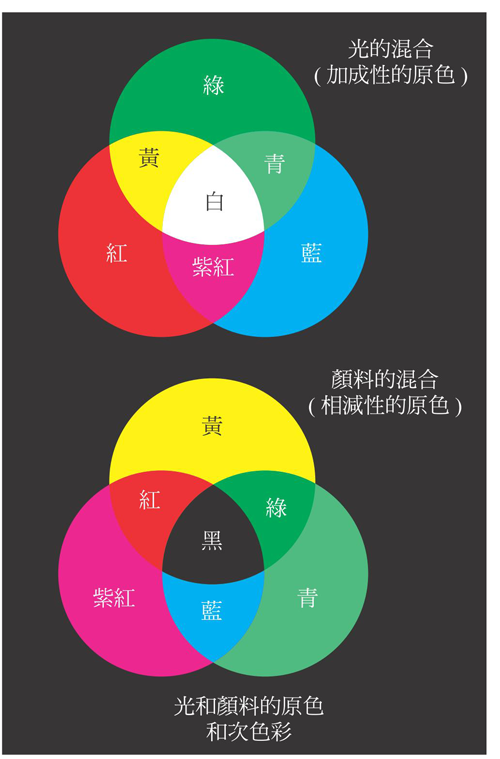 光的混合
(加成性的原色)
綠
黃
青
白
紅
紫紅
藍
顏料的混合
(相減性的原色)
黃
紅
綠
黑
紫紅
藍
青
光和顏料的原色
和次色彩